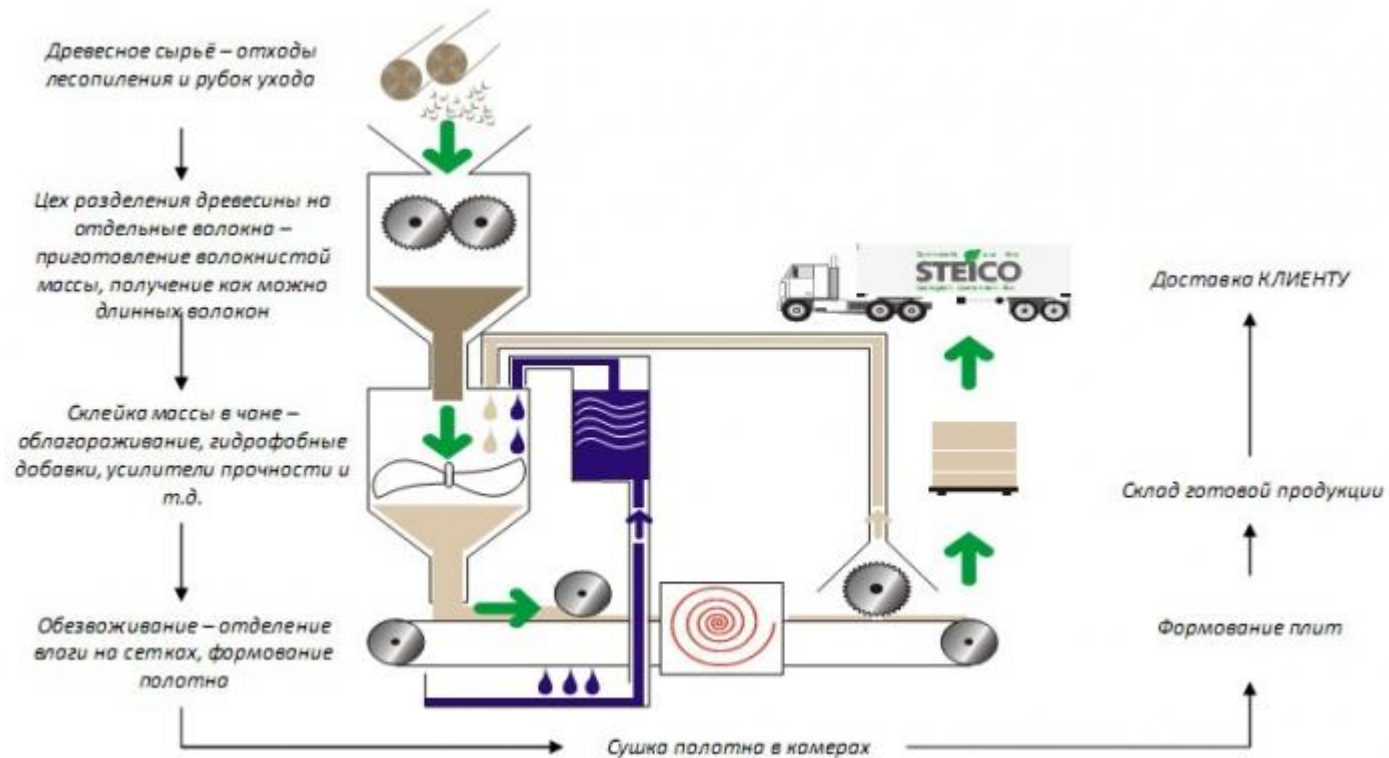 Древесное сырьё – отходы
лесопиления и рубок ухода
Цех разделения древесины на
отдельные волокна –
приготовление волокнистой
массы, получение как можно
длинных волокон
Склейка массы в чане –
облагораживание, гидрофобные
добавки, усилители прочности и
т.д.
Обезвоживание – отделение
влаги на сетках, формование
полотна
Сушка полотна в камерах
Формование плит
Склад готовой продукции
Доставка КЛИЕНТУ
STEICO